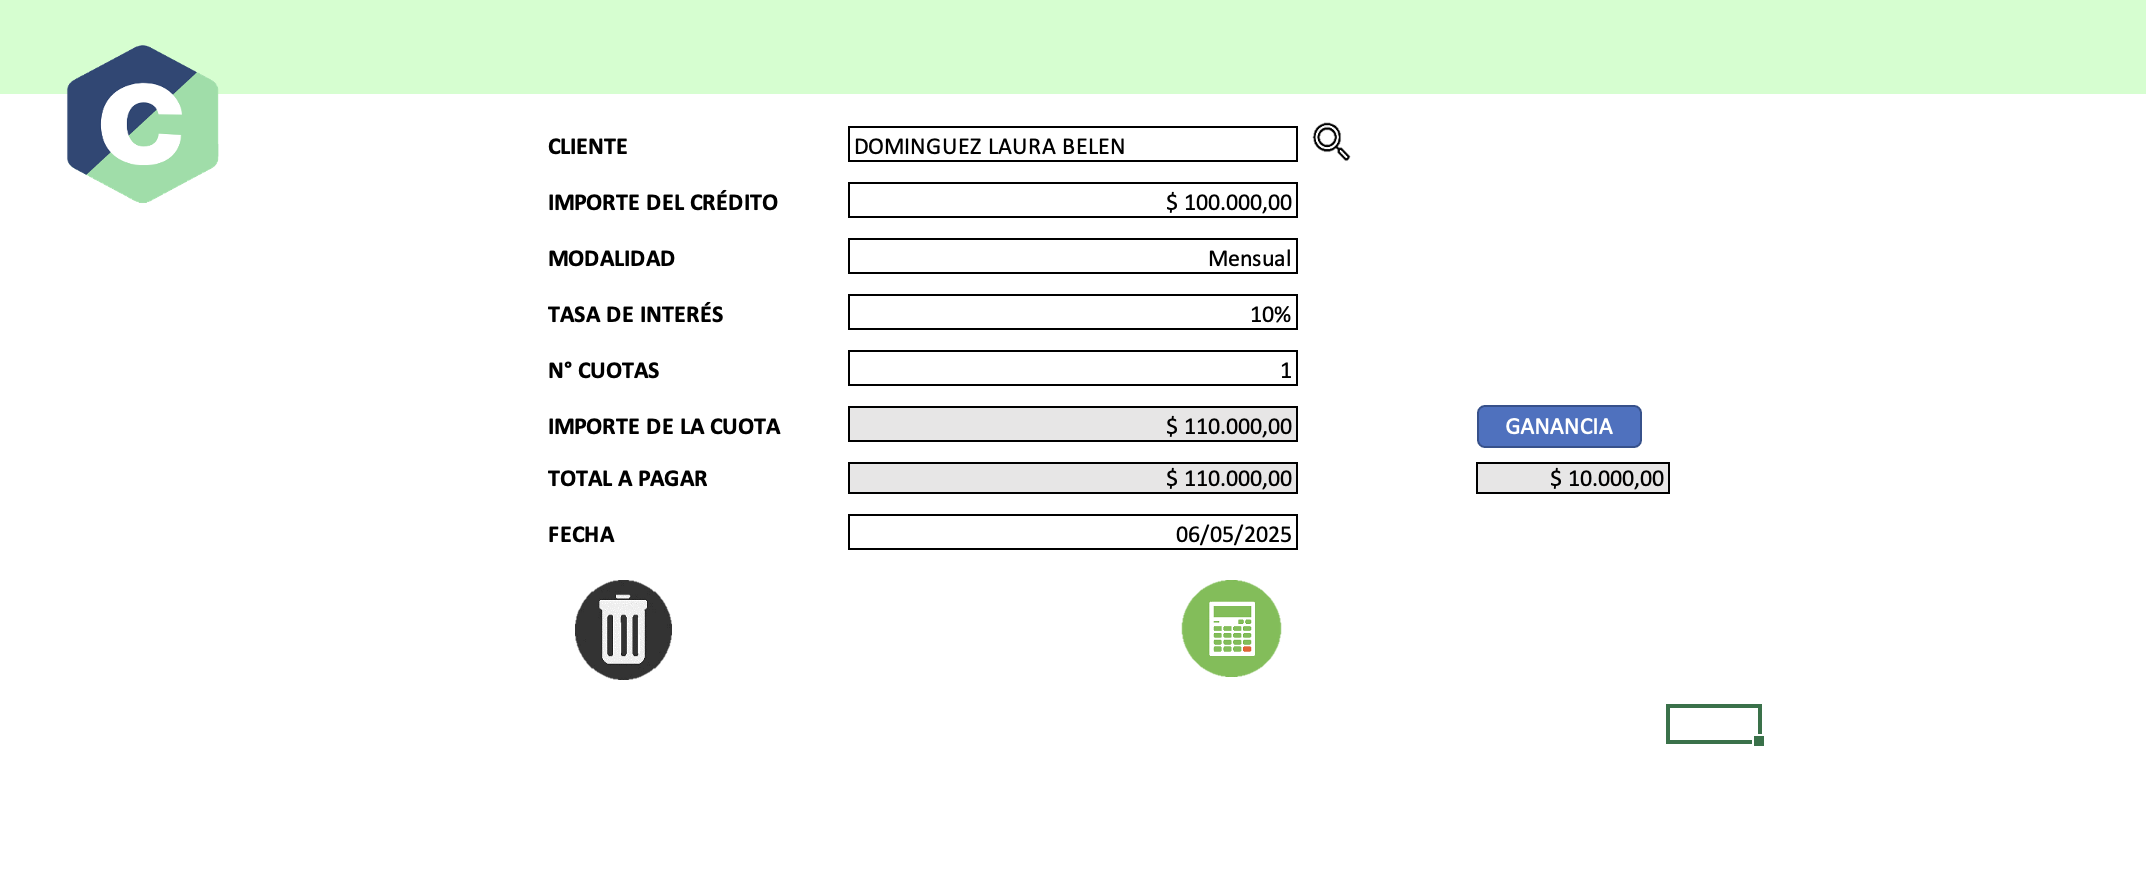 C
CLIENTE DOMINGUEZ LAURA BELEN
IMPORTE DEL CRÉDITO $ 100.000,00
MODALIDAD Mensual
TASA DE INTERÉS 10%
N° CUOTAS 1
IMPORTE DE LA CUOTA $ 110.000,00 GANANCIA
TOTAL A PAGAR $ 110.000,00 $ 10.000,00
FECHA 06/05/2025